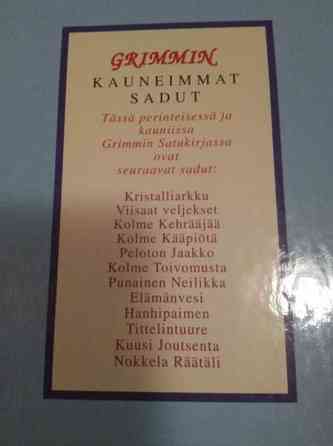 GRIMMIN
KAUNEIMMAT
SADUT
Tässä perinteisessä ja
kauniissa
Grimmin Satukirjassa
ovat
seuraavat sadut:
Kristalliarkku
Viisaat veljekset
Kolme Kehrääjää
Kolme Kääpiötä
Peloton Jaakko
Kolme Toivomusta
Punainen Neilikka
Elämänvesi
Hanhipaimen
Tittelintuure
Kuusi Joutsenta
Nokkela Räätäli